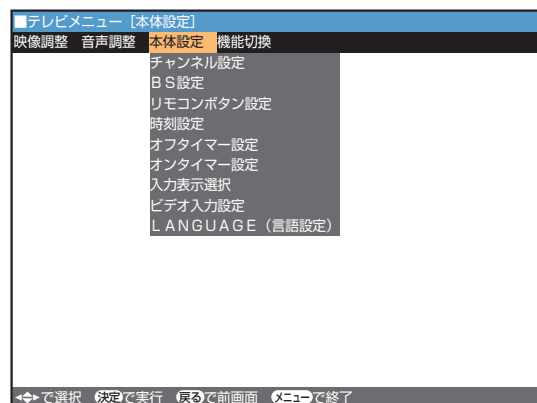 ■テレビメニュー［本体設定］
映像調整 音声調整 本体設定 機能切換
チャンネル設定
ＢＳ設定
リモコンボタン設定
時刻設定
オフタイマー設定
オンタイマー設定
入力表示選択
ビデオ入力設定
ＬＡＮＧＵＡＧＥ（言語設定）
で選択 決定で実行 戻るで前画面 メニューで終了